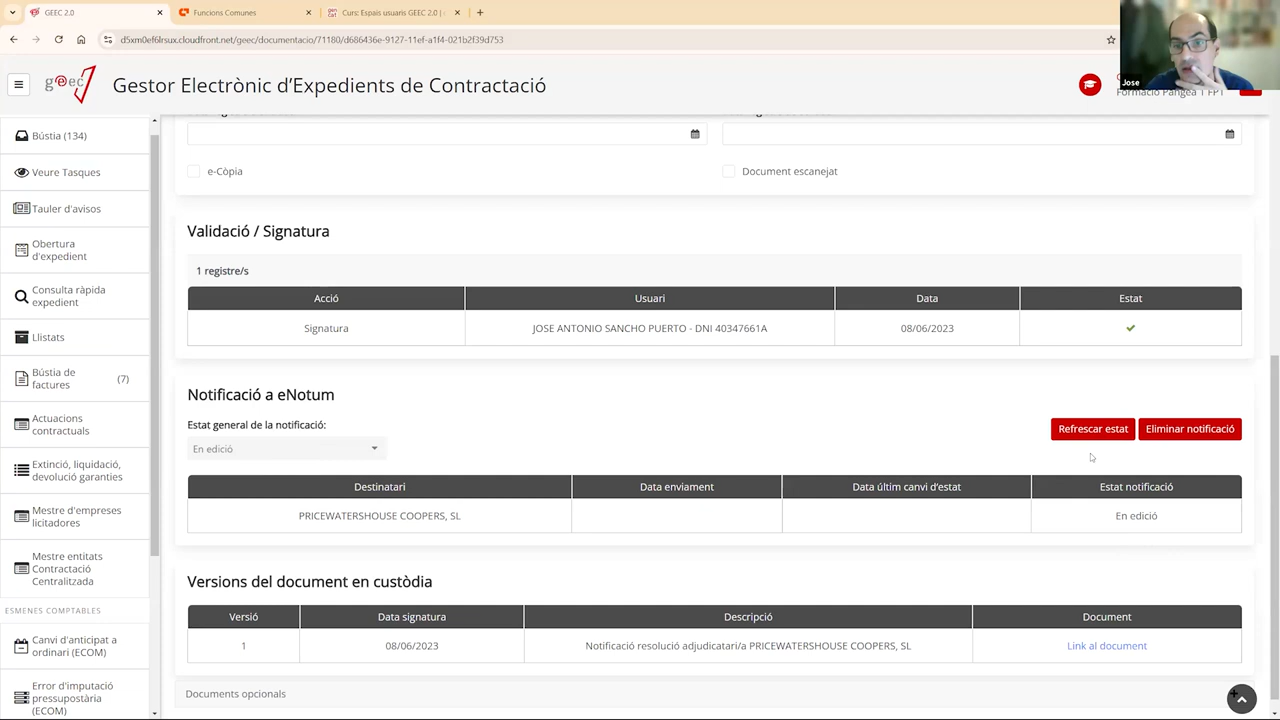 GEEC 2.0
Funcions Comunes
Curs: Espais usuaris GEEC 2.0 |
d5xm0ef6lrsux.cloudfront.net/geec/documentacio/71180/d686436e-9127-11ef-a1f4-021b2f39d753
Jose
geec
Gestor Electrònic d'Expedients de Contractació
Formació Pangea 1 FPT
Bústia (134)
Veure Tasques
Tauler d'avisos
Obertura
d'expedient
Consulta ràpida
expedient
Llistats
Bústia de
factures
(7)
Actuacions
contractuals
Extinció, liquidació,
devolució garanties
Mestre d'empreses
licitadores
Mestre entitats
Contractació
Centralitzada
ESMENES COMPTABLES
Canvi d'anticipat a
ordinari (ECOM)
Error d'imputació
pressupostària
(ECOM)
e-Còpia
Document escanejat
Validació / Signatura
1 registre/s
Acció Usuari Data Estat
Signatura JOSE ANTONIO SANCHO PUERTO - DNI 40347661A 08/06/2023
Notificació a eNotum
Estat general de la notificació:
En edició
Refrescar estat Eliminar notificació
Destinatari Data enviament Data últim canvi d'estat Estat notificació
PRICEWATERSHOUSE COOPERS, SL En edició
Versions del document en custòdia
Versió Data signatura Descripció Document
1 08/06/2023 Notificació resolució adjudicatari/a PRICEWATERSHOUSE COOPERS, SL Link al document
Documents opcionals